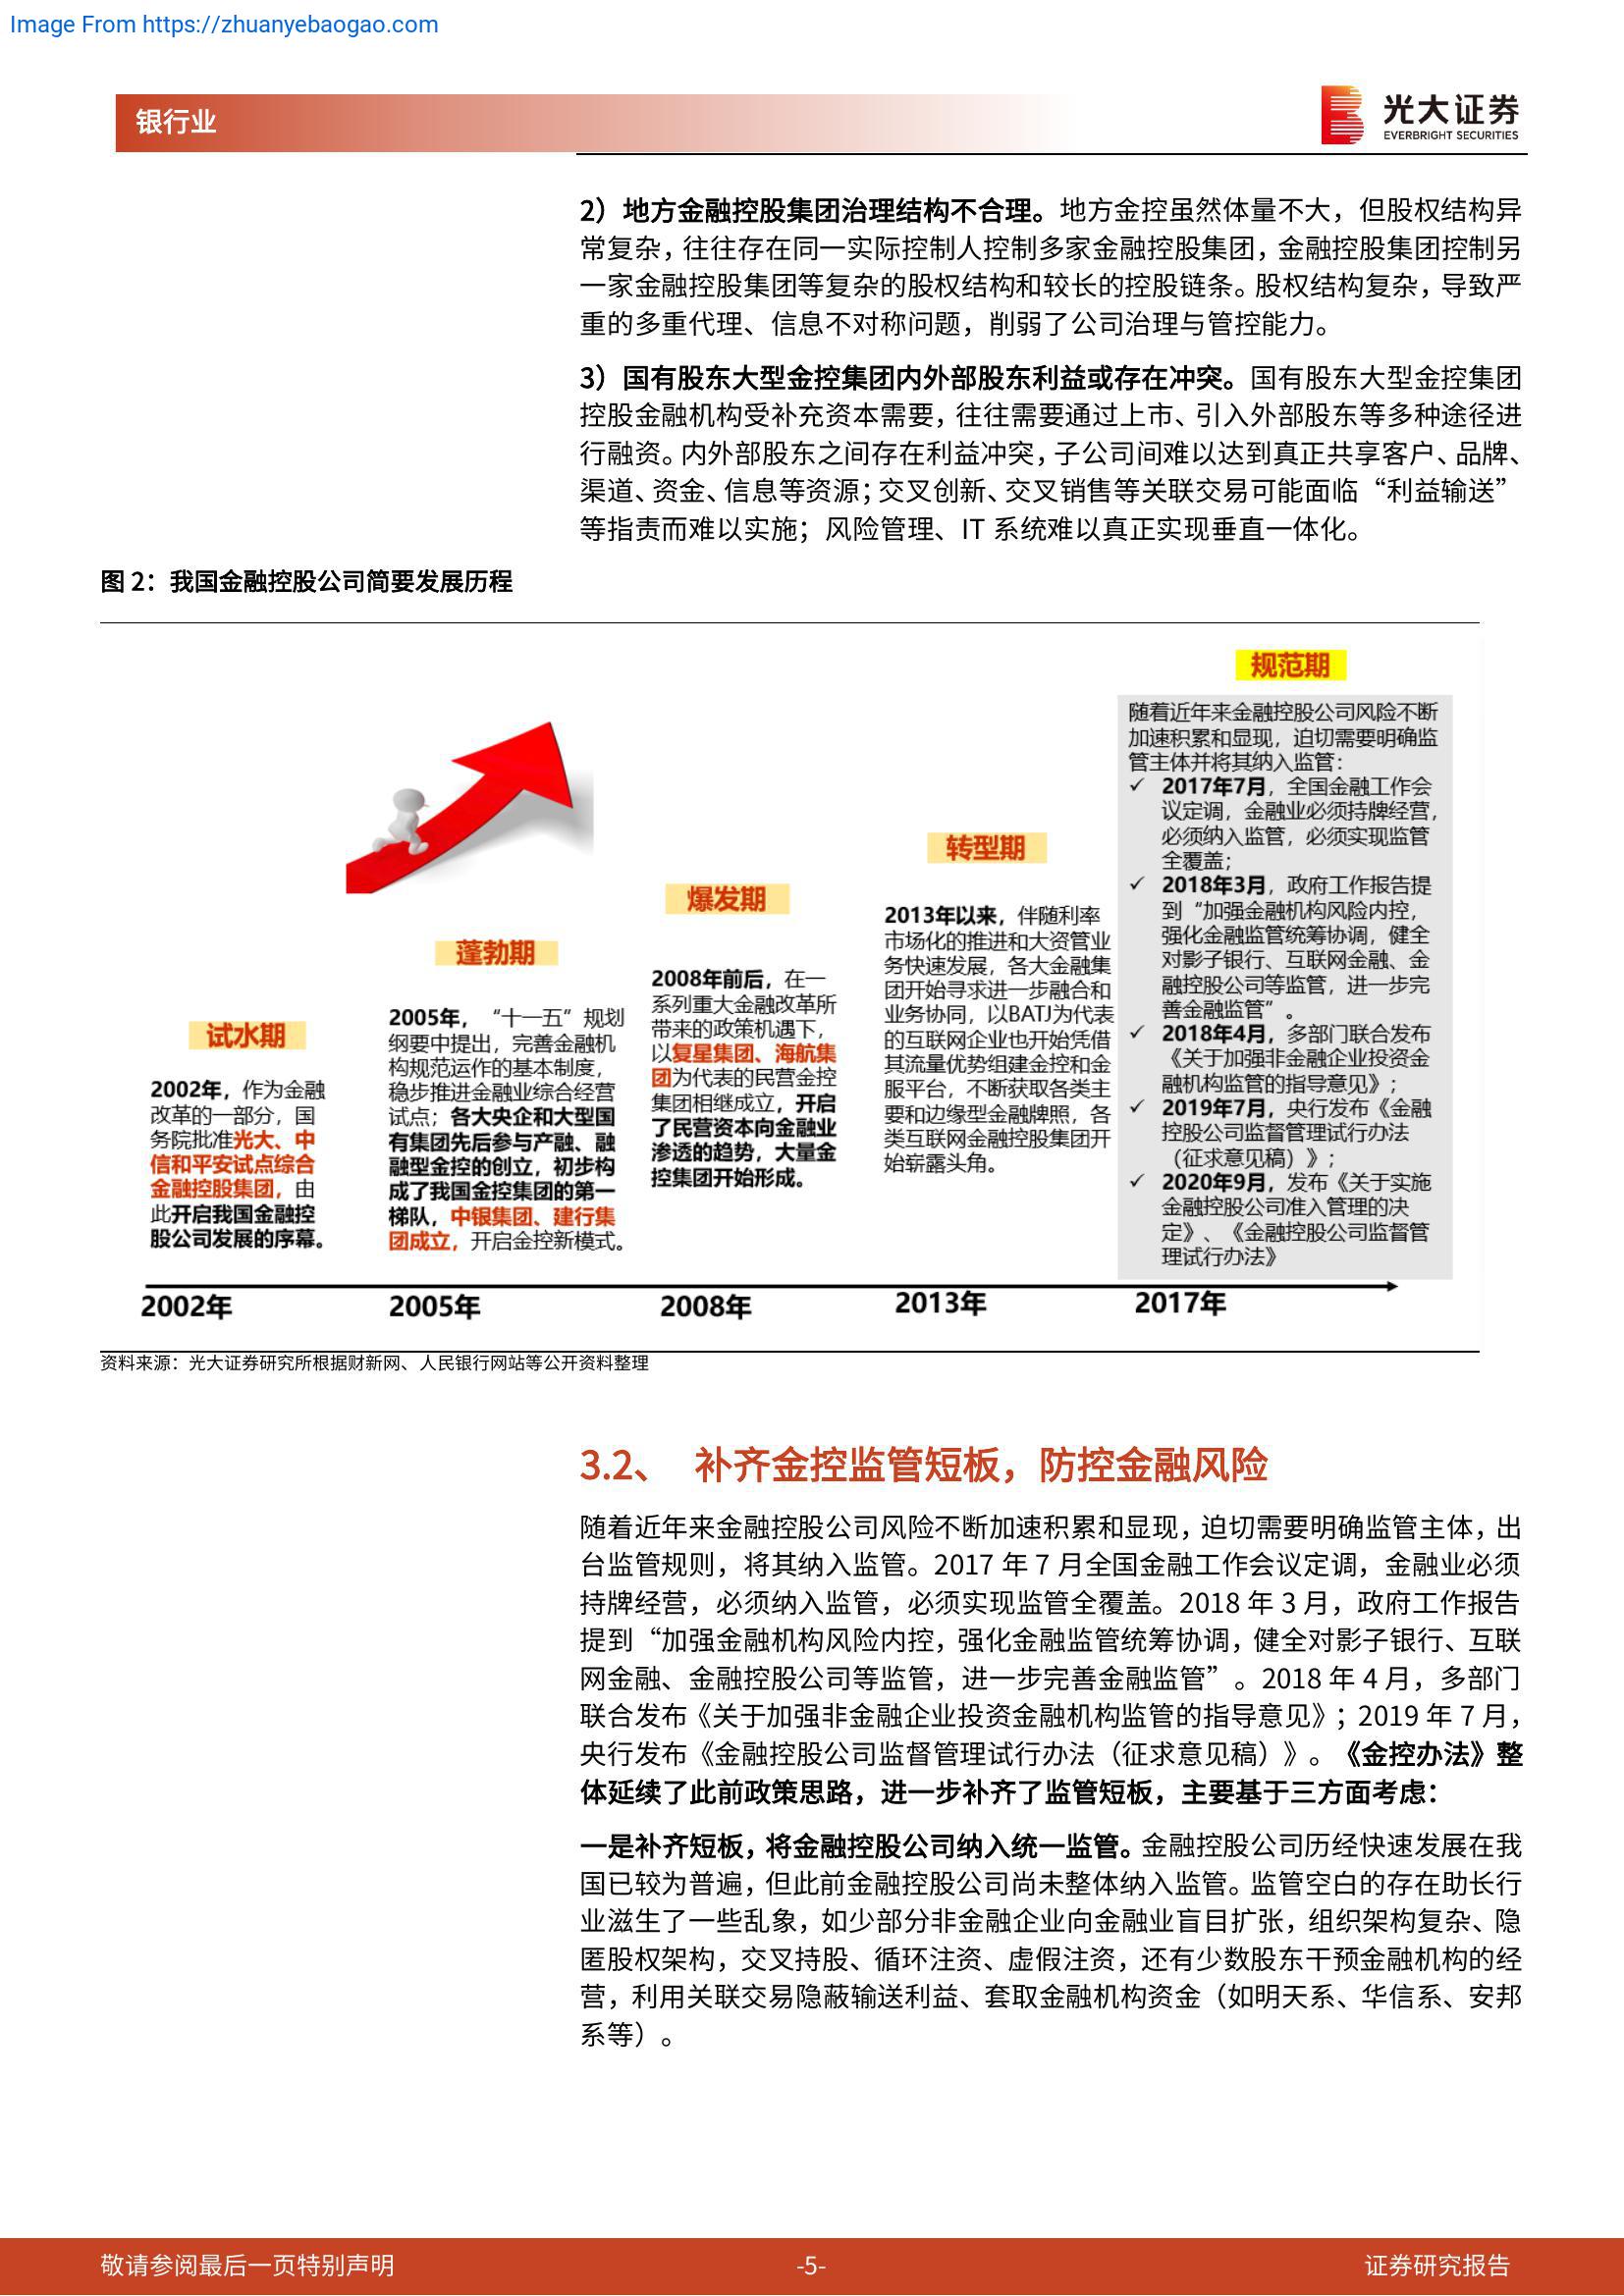 Image From https://zhuanyebaogao.com
银行业
光大证券
EVERBRIGHT SECURITIES
2）地方金融控股集团治理结构不合理。地方金控虽然体量不大，但股权结构异
常复杂，往往存在同一实际控制人控制多家金融控股集团，金融控股集团控制另
一家金融控股集团等复杂的股权结构和较长的控股链条。股权结构复杂，导致严
重的多重代理、信息不对称问题，削弱了公司治理与管控能力。
3）国有股东大型金控集团内外部股东利益或存在冲突。国有股东大型金控集团
控股金融机构受补充资本需要，往往需要通过上市、引入外部股东等多种途径进
行融资。内外部股东之间存在利益冲突，子公司间难以达到真正共享客户、品牌、
渠道、资金、信息等资源；交叉创新、交叉销售等关联交易可能面临“利益输送”
等指责而难以实施；风险管理、IT 系统难以真正实现垂直一体化。
图 2：我国金融控股公司简要发展历程
试水期
2002年，作为金融
改革的一部分，国
务院批准光大、中
信和平安试点综合
金融控股集团，由
此开启我国金融控
股公司发展的序幕。
蓬勃期
2005年，“十一五”规划
纲要中提出，完善金融机
构规范运作的基本制度，
稳步推进金融业综合经营
试点；各大央企和大型国
有集团先后参与产融、融
融型金控的创立，初步构
成了我国金控集团的第一
梯队，中银集团、建行集
团成立，开启金控新模式。
爆发期
2008年前后，在一
系列重大金融改革所
带来的政策机遇下，
以复星集团、海航集
团为代表的民营金控
集团相继成立，开启
了民营资本向金融业
渗透的趋势，大量金
控集团开始形成。
转型期
2013年以来，伴随利率
市场化的推进和大资管业
务快速发展，各大金融集
团开始寻求进一步融合和
业务协同，以BATJ为代表
的互联网企业也开始凭借
其流量优势组建金控和金
服平台，不断获取各类主
要和边缘型金融牌照，各
类互联网金融控股集团开
始崭露头角。
规范期
随着近年来金融控股公司风险不断
加速积累和显现，迫切需要明确监
管主体并将其纳入监管：
✓ 2017年7月，全国金融工作会
议定调，金融业必须持牌经营，
必须纳入监管，必须实现监管
全覆盖；
✓ 2018年3月，政府工作报告提
到“加强金融机构风险内控，
强化金融监管统筹协调，健全
对影子银行、互联网金融、金
融控股公司等监管，进一步完
善金融监管”。
✓ 2018年4月，多部门联合发布
《关于加强非金融企业投资金
融机构监管的指导意见》；
✓ 2019年7月，央行发布《金融
控股公司监督管理试行办法
（征求意见稿）》；
✓ 2020年9月，发布《关于实施
金融控股公司准入管理的决
定》、《金融控股公司监督管
理试行办法》
2002年 2005年 2008年 2013年 2017年
资料来源：光大证券研究所根据财新网、人民银行网站等公开资料整理
3.2、 补齐金控监管短板，防控金融风险
随着近年来金融控股公司风险不断加速积累和显现，迫切需要明确监管主体，出
台监管规则，将其纳入监管。2017 年 7 月全国金融工作会议定调，金融业必须
持牌经营，必须纳入监管，必须实现监管全覆盖。2018 年 3 月，政府工作报告
提到“加强金融机构风险内控，强化金融监管统筹协调，健全对影子银行、互联
网金融、金融控股公司等监管，进一步完善金融监管”。2018 年 4 月，多部门
联合发布《关于加强非金融企业投资金融机构监管的指导意见》；2019 年 7 月，
央行发布《金融控股公司监督管理试行办法（征求意见稿）》。《金控办法》整
体延续了此前政策思路，进一步补齐了监管短板，主要基于三方面考虑：
一是补齐短板，将金融控股公司纳入统一监管。金融控股公司历经快速发展在我
国已较为普遍，但此前金融控股公司尚未整体纳入监管。监管空白的存在助长行
业滋生了一些乱象，如少部分非金融企业向金融业盲目扩张，组织架构复杂、隐
匿股权架构，交叉持股、循环注资、虚假注资，还有少数股东干预金融机构的经
营，利用关联交易隐蔽输送利益、套取金融机构资金（如明天系、华信系、安邦
系等）。
敬请参阅最后一页特别声明
-5-
证券研究报告